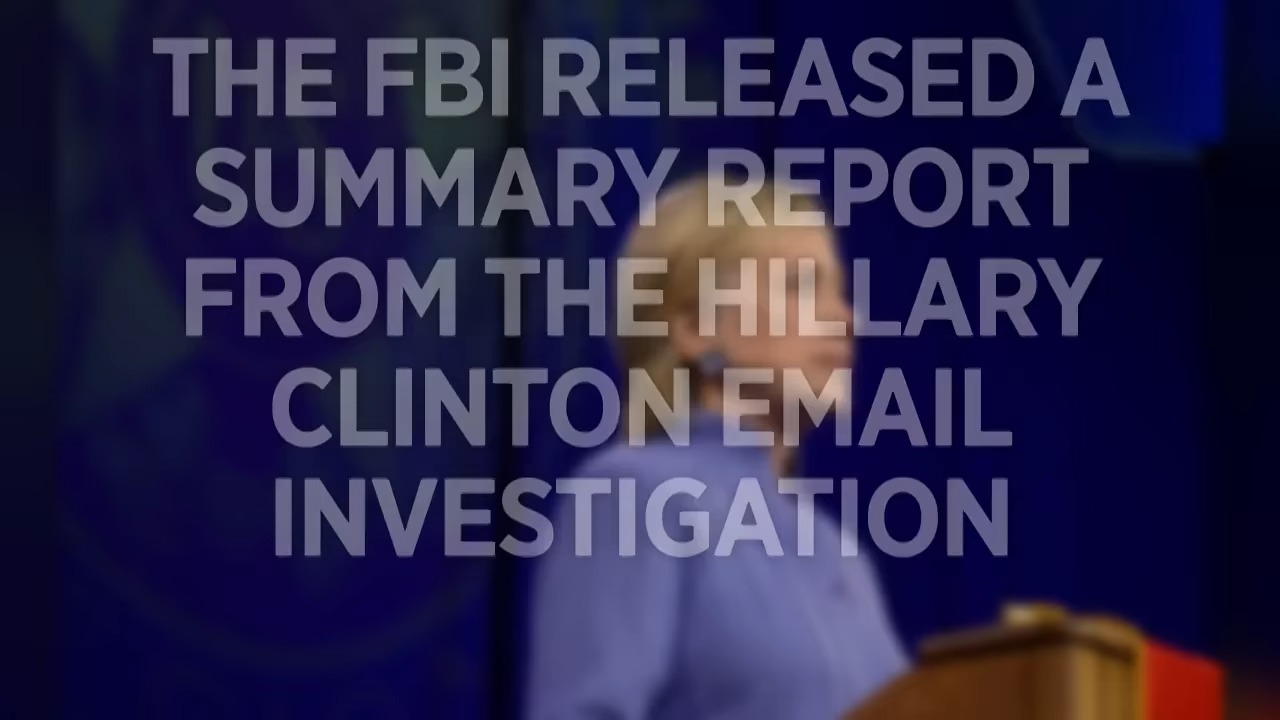 THE FBI RELEASED A
SUMMARY REPORT
FROM THE HILLARY
CLINTON EMAIL
INVESTIGATION